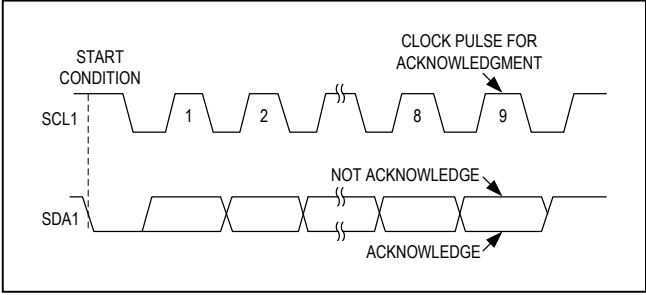 START
CONDITION
CLOCK PULSE FOR
ACKNOWLEDGMENT
SCL1
1
2
8
9
NOT ACKNOWLEDGE
SDA1
ACKNOWLEDGE